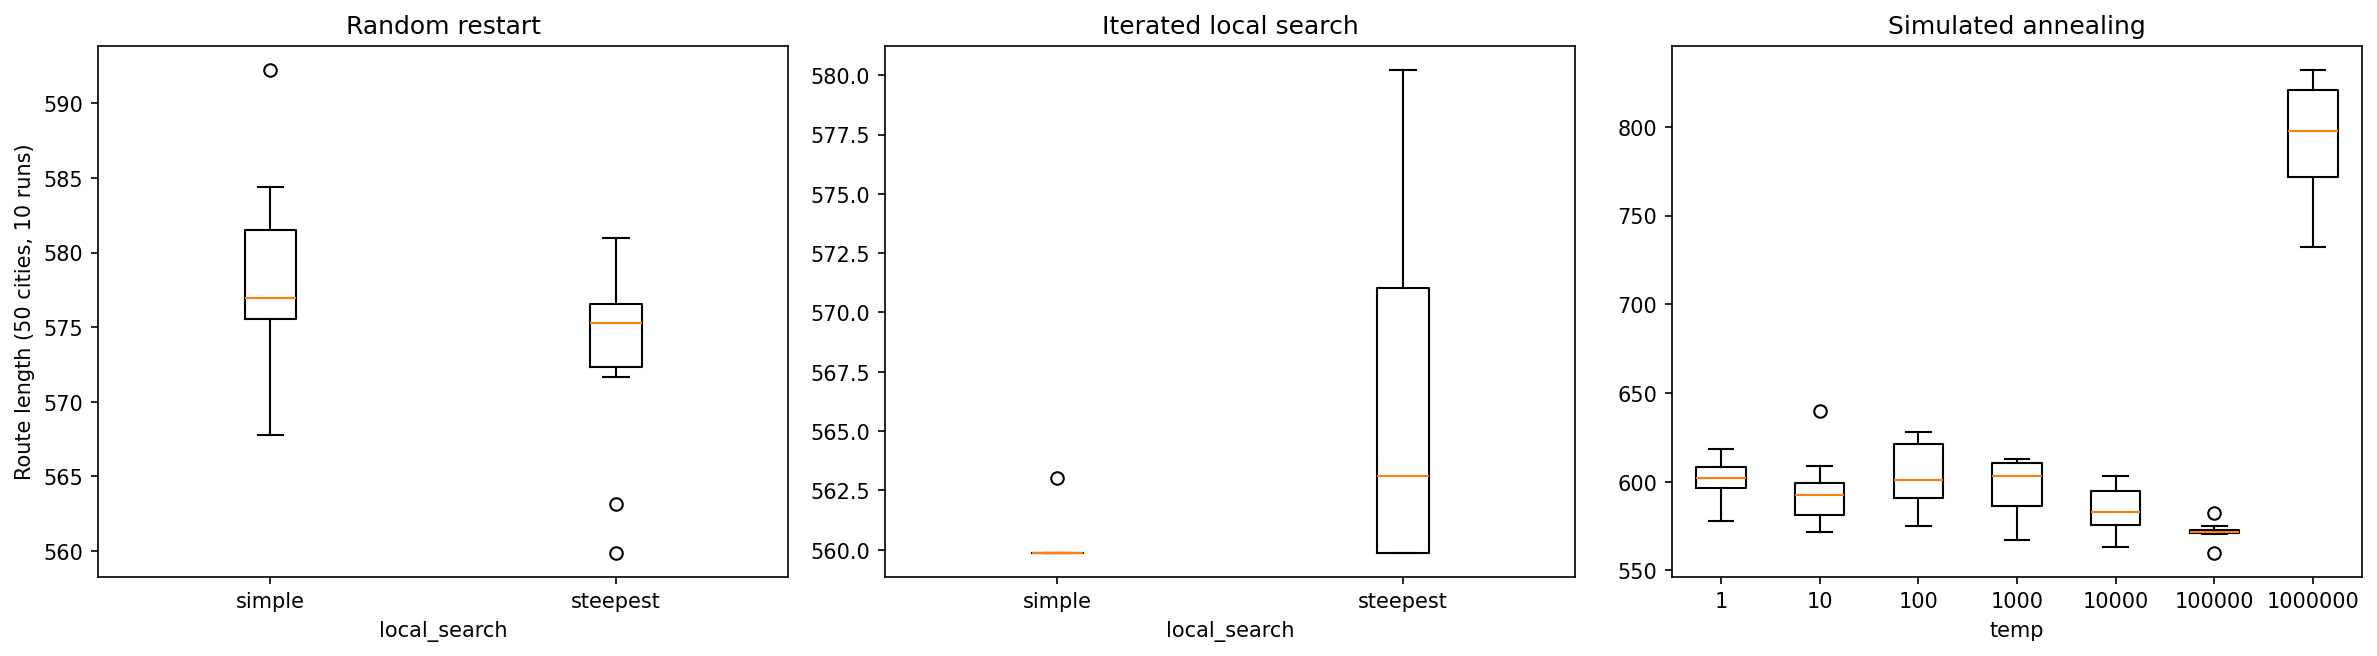 Random restart
Route length (50 cities, 10 runs)
590
585
580
575
570
565
560
simple steepest
local_search
Iterated local search
580.0
577.5
575.0
572.5
570.0
567.5
565.0
562.5
560.0
simple steepest
local_search
Simulated annealing
800
750
700
650
600
550
1 10 100 1000 10000 100000 1000000
temp